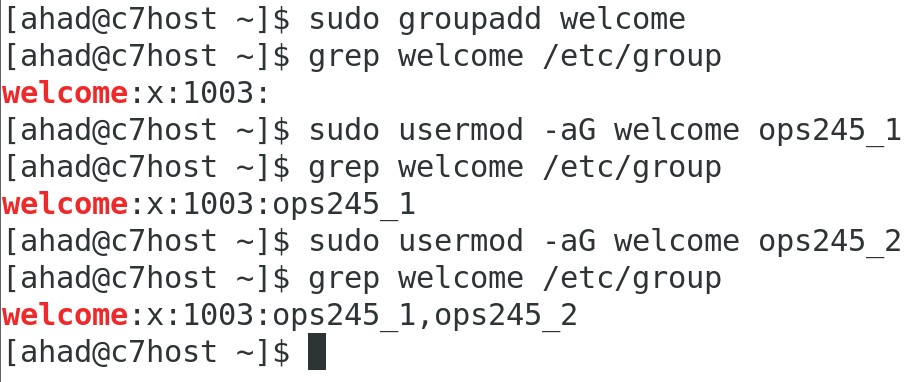 [ahad@c7host ~]$ sudo groupadd welcome
[ahad@c7host ~]$ grep welcome /etc/group
welcome:x:1003:
[ahad@c7host ~]$ sudo usermod -aG welcome ops245_1
[ahad@c7host ~]$ grep welcome /etc/group
welcome:x:1003:ops245_1
[ahad@c7host ~]$ sudo usermod -aG welcome ops245_2
[ahad@c7host ~]$ grep welcome /etc/group
welcome:x:1003:ops245_1,ops245_2
[ahad@c7host ~]$